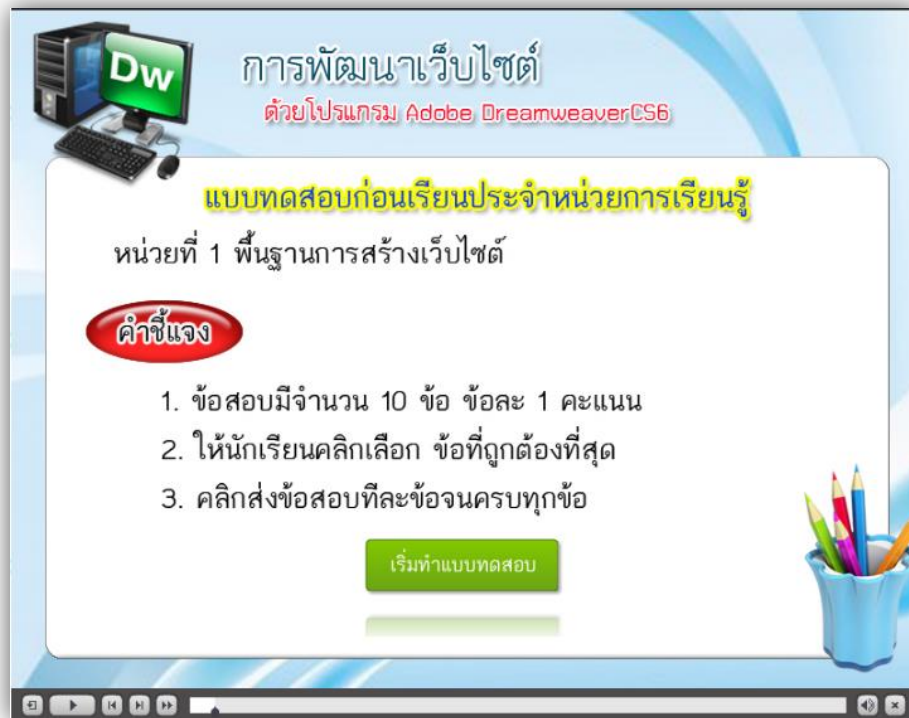 Dw
การพัฒนาเว็บไซต์
ด้วยโปรแกรม Adobe DreamweaverCS6
แบบทดสอบก่อนเรียนประจำหน่วยการเรียนรู้
หน่วยที่ 1 พื้นฐานการสร้างเว็บไซต์
คำชี้แจง
1. ข้อสอบมีจำนวน 10 ข้อ ข้อละ 1 คะแนน
2. ให้นักเรียนคลิกเลือก ข้อที่ถูกต้องที่สุด
3. คลิกส่งข้อสอบทีละข้อจนครบทุกข้อ
เริ่มทำแบบทดสอบ